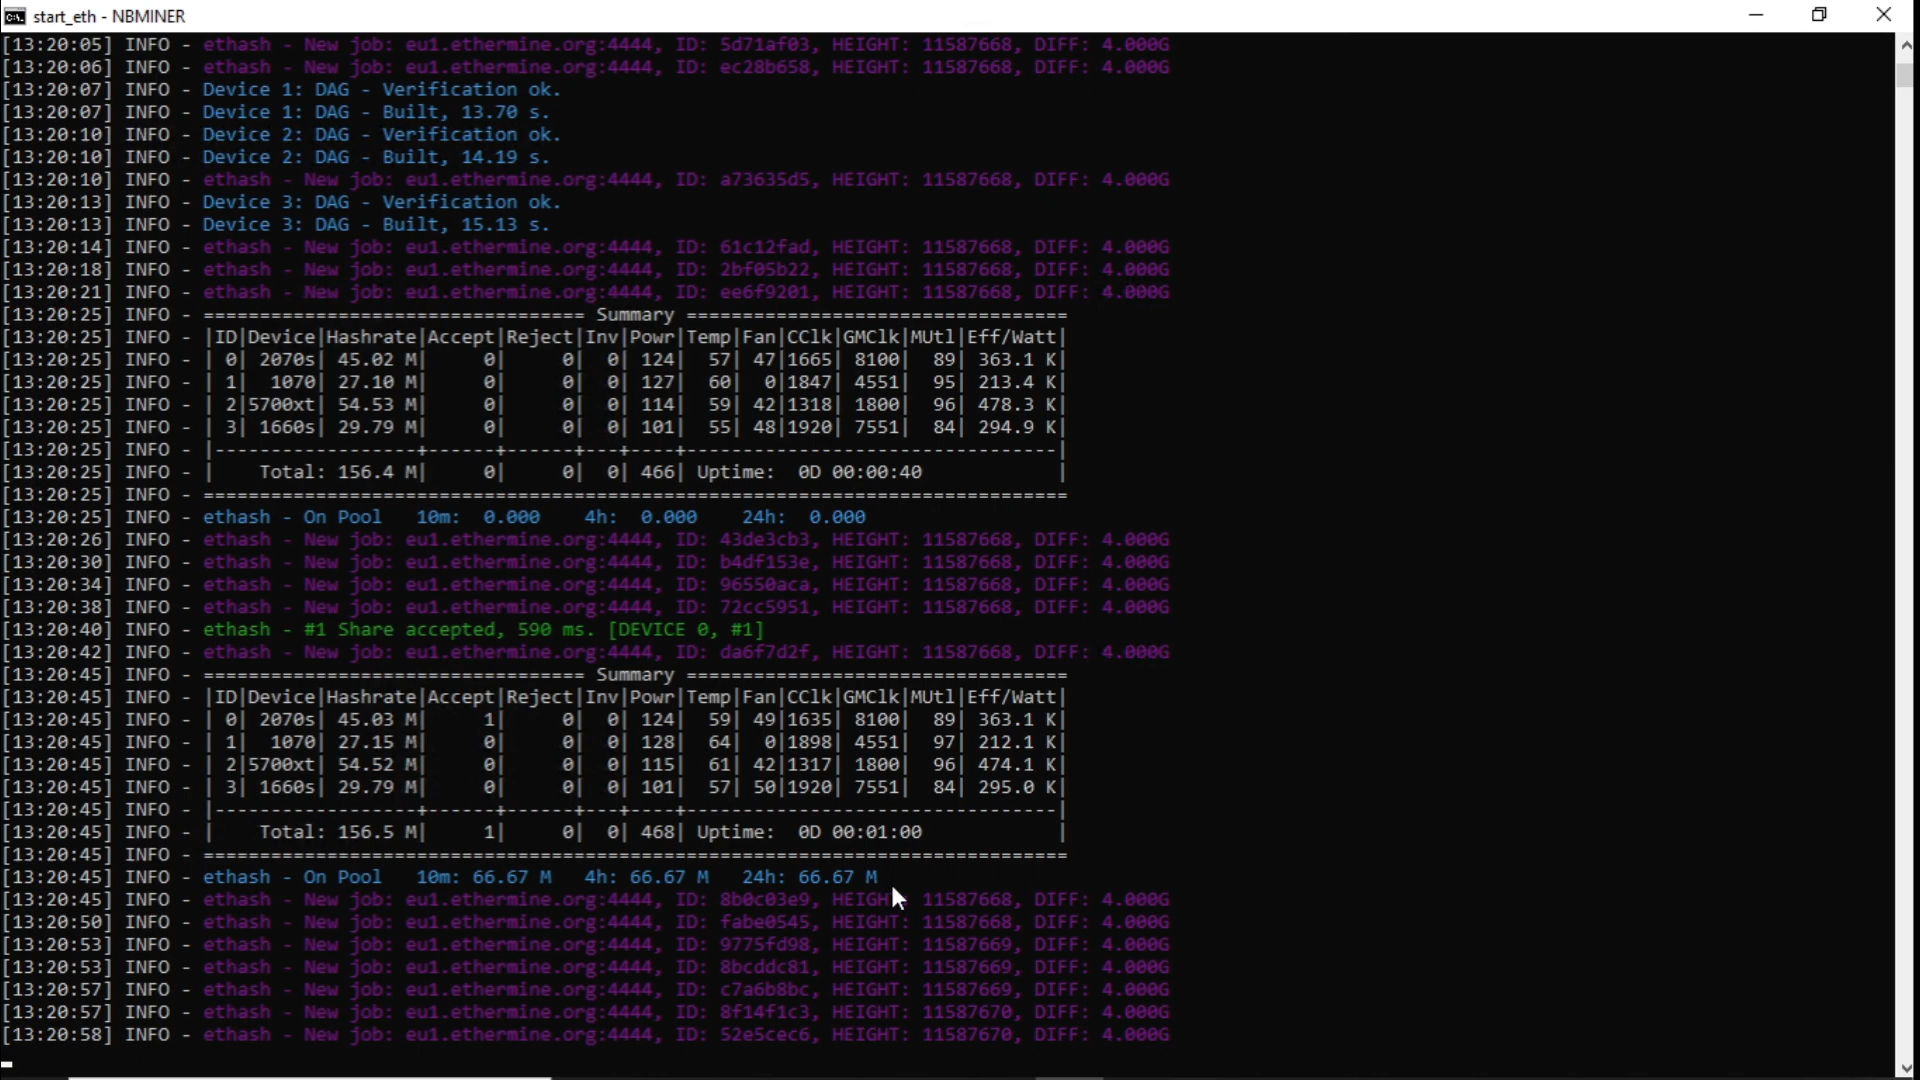 start_eth - NBMINER
[13:20:05] INFO - ethash - New job: eu1.ethermine.org:4444, ID: 5d71af03, HEIGHT: 11587668, DIFF: 4.000G
[13:20:06] INFO - ethash - New job: eu1.ethermine.org:4444, ID: ec28b658, HEIGHT: 11587668, DIFF: 4.000G
[13:20:07] INFO - Device 1: DAG - Verification ok.
[13:20:07] INFO - Device 1: DAG - Built, 13.70 s.
[13:20:10] INFO - Device 2: DAG - Verification ok.
[13:20:10] INFO - Device 2: DAG - Built, 14.19 s.
[13:20:10] INFO - ethash - New job: eu1.ethermine.org:4444, ID: a73635d5, HEIGHT: 11587668, DIFF: 4.000G
[13:20:13] INFO - Device 3: DAG - Verification ok.
[13:20:13] INFO - Device 3: DAG - Built, 15.13 s.
[13:20:14] INFO - ethash - New job: eu1.ethermine.org:4444, ID: 61c12fad, HEIGHT: 11587668, DIFF: 4.000G
[13:20:18] INFO - ethash - New job: eu1.ethermine.org:4444, ID: 2bf05b22, HEIGHT: 11587668, DIFF: 4.000G
[13:20:21] INFO - ethash - New job: eu1.ethermine.org:4444, ID: ee6f9201, HEIGHT: 11587668, DIFF: 4.000G
[13:20:25] INFO - ================================== Summary ==================================
[13:20:25] INFO - |ID|Device|Hashrate|Accept|Reject|Inv|Powr|Temp|Fan|CClk|GMClk|MUtl|Eff/Watt|
[13:20:25] INFO - | 0| 2070s| 45.02 M|     0|     0|  0| 124|  57| 47|1665| 8100|  89| 363.1 K|
[13:20:25] INFO - | 1|  1070| 27.10 M|     0|     0|  0| 127|  60|  0|1847| 4551|  95| 213.4 K|
[13:20:25] INFO - | 2|5700xt| 54.53 M|     0|     0|  0| 114|  59| 42|1318| 1800|  96| 478.3 K|
[13:20:25] INFO - | 3| 1660s| 29.79 M|     0|     0|  0| 101|  55| 48|1920| 7551|  84| 294.9 K|
[13:20:25] INFO - |------------------+------+------+---+----+---------------------------------|
[13:20:25] INFO - |    Total: 156.4 M|     0|     0|  0| 466| Uptime:  0D 00:00:40            |
[13:20:25] INFO - =============================================================================
[13:20:25] INFO - ethash - On Pool   10m:  0.000    4h:  0.000    24h:  0.000
[13:20:26] INFO - ethash - New job: eu1.ethermine.org:4444, ID: 43de3cb3, HEIGHT: 11587668, DIFF: 4.000G
[13:20:30] INFO - ethash - New job: eu1.ethermine.org:4444, ID: b4df153e, HEIGHT: 11587668, DIFF: 4.000G
[13:20:34] INFO - ethash - New job: eu1.ethermine.org:4444, ID: 96550aca, HEIGHT: 11587668, DIFF: 4.000G
[13:20:38] INFO - ethash - New job: eu1.ethermine.org:4444, ID: 72cc5951, HEIGHT: 11587668, DIFF: 4.000G
[13:20:40] INFO - ethash - #1 Share accepted, 590 ms. [DEVICE 0, #1]
[13:20:42] INFO - ethash - New job: eu1.ethermine.org:4444, ID: da6f7d2f, HEIGHT: 11587668, DIFF: 4.000G
[13:20:45] INFO - ================================== Summary ==================================
[13:20:45] INFO - |ID|Device|Hashrate|Accept|Reject|Inv|Powr|Temp|Fan|CClk|GMClk|MUtl|Eff/Watt|
[13:20:45] INFO - | 0| 2070s| 45.03 M|     1|     0|  0| 124|  59| 49|1635| 8100|  89| 363.1 K|
[13:20:45] INFO - | 1|  1070| 27.15 M|     0|     0|  0| 128|  64|  0|1898| 4551|  97| 212.1 K|
[13:20:45] INFO - | 2|5700xt| 54.52 M|     0|     0|  0| 115|  61| 42|1317| 1800|  96| 474.1 K|
[13:20:45] INFO - | 3| 1660s| 29.79 M|     0|     0|  0| 101|  57| 50|1920| 7551|  84| 295.0 K|
[13:20:45] INFO - |------------------+------+------+---+----+---------------------------------|
[13:20:45] INFO - |    Total: 156.5 M|     1|     0|  0| 468| Uptime:  0D 00:01:00            |
[13:20:45] INFO - =============================================================================
[13:20:45] INFO - ethash - On Pool   10m: 66.67 M   4h: 66.67 M   24h: 66.67 M
[13:20:45] INFO - ethash - New job: eu1.ethermine.org:4444, ID: 8b0c03e9, HEIGHT: 11587668, DIFF: 4.000G
[13:20:50] INFO - ethash - New job: eu1.ethermine.org:4444, ID: fabe0545, HEIGHT: 11587668, DIFF: 4.000G
[13:20:53] INFO - ethash - New job: eu1.ethermine.org:4444, ID: 9775fd98, HEIGHT: 11587669, DIFF: 4.000G
[13:20:53] INFO - ethash - New job: eu1.ethermine.org:4444, ID: 8bcddc81, HEIGHT: 11587669, DIFF: 4.000G
[13:20:57] INFO - ethash - New job: eu1.ethermine.org:4444, ID: c7a6b8bc, HEIGHT: 11587669, DIFF: 4.000G
[13:20:57] INFO - ethash - New job: eu1.ethermine.org:4444, ID: 8f14f1c3, HEIGHT: 11587670, DIFF: 4.000G
[13:20:58] INFO - ethash - New job: eu1.ethermine.org:4444, ID: 52e5cec6, HEIGHT: 11587670, DIFF: 4.000G